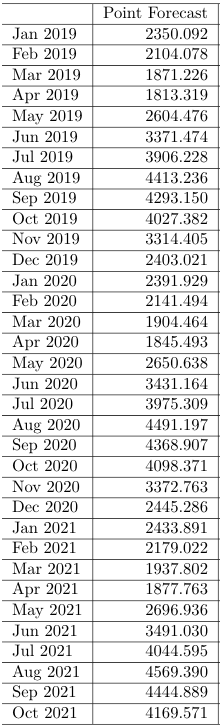 Point Forecast
Jan 2019 2350.092
Feb 2019 2104.078
Mar 2019 1871.226
Apr 2019 1813.319
May 2019 2604.476
Jun 2019 3371.474
Jul 2019 3906.228
Aug 2019 4413.236
Sep 2019 4293.150
Oct 2019 4027.382
Nov 2019 3314.405
Dec 2019 2403.021
Jan 2020 2391.929
Feb 2020 2141.494
Mar 2020 1904.464
Apr 2020 1845.493
May 2020 2650.638
Jun 2020 3431.164
Jul 2020 3975.309
Aug 2020 4491.197
Sep 2020 4368.907
Oct 2020 4098.371
Nov 2020 3372.763
Dec 2020 2445.286
Jan 2021 2433.891
Feb 2021 2179.022
Mar 2021 1937.802
Apr 2021 1877.763
May 2021 2696.936
Jun 2021 3491.030
Jul 2021 4044.595
Aug 2021 4569.390
Sep 2021 4444.889
Oct 2021 4169.571